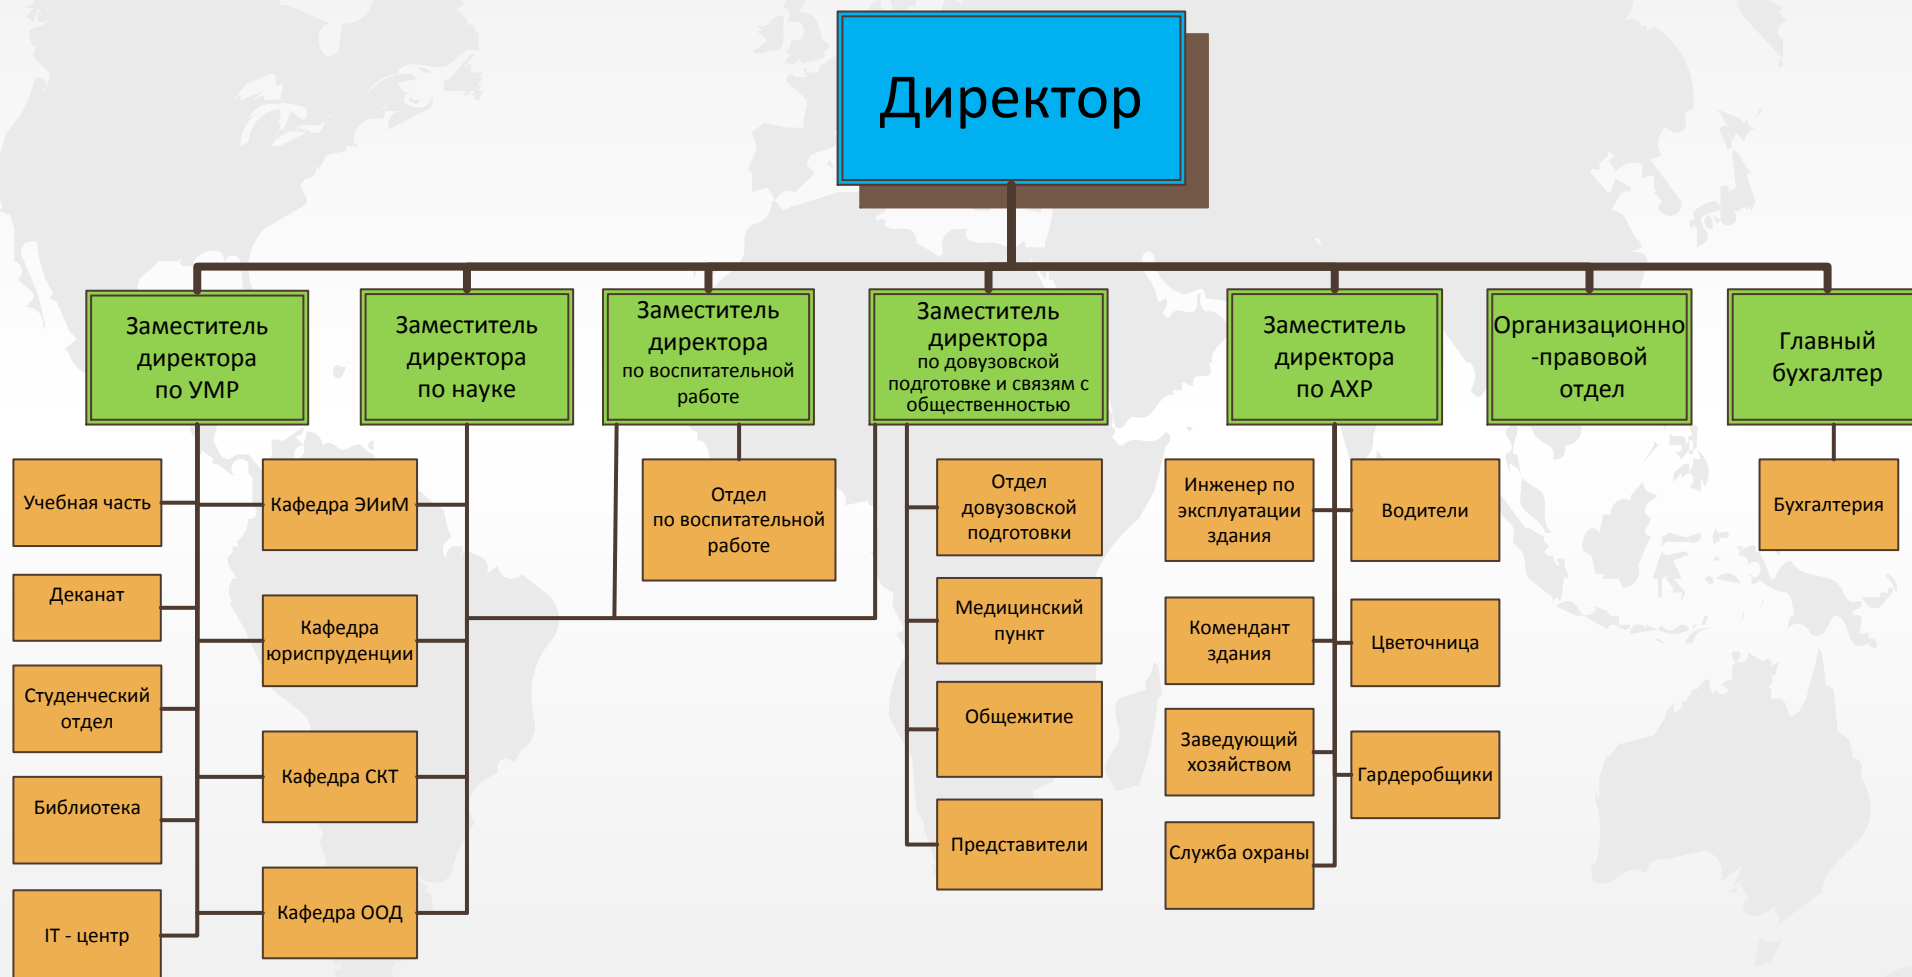 Директор
Заместитель
директора
по УМР
Заместитель
директора
по науке
Заместитель
директора
по воспитательной
работе
Заместитель
директора
по довузовской
подготовке и связям с
общественностью
Заместитель
директора
по АХР
Организационно
-правовой
отдел
Главный
бухгалтер
Учебная часть
Деканат
Студенческий
отдел
Библиотека
IT - центр
Кафедра ЭИиМ
Кафедра
юриспруденции
Кафедра СКТ
Кафедра ООД
Отдел
по воспитательной
работе
Отдел
довузовской
подготовки
Медицинский
пункт
Общежитие
Представители
Инженер по
эксплуатации
здания
Комендант
здания
Заведующий
хозяйством
Служба охраны
Водители
Цветочница
Гардеробщики
Бухгалтерия